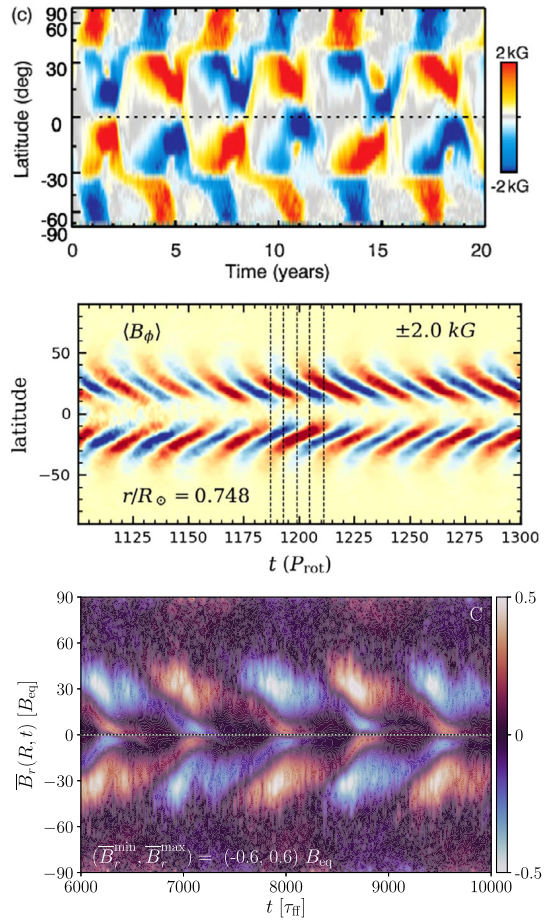 (c)
90
60
30
0
-30
-60
-90
Latitude (deg)
0 5 10 15 20
Time (years)
2kG
-2kG
⟨B_ϕ⟩ ±2.0 kG
50
0
−50
latitude
r/R_⊙ = 0.748
1125 1150 1175 1200 1225 1250 1275 1300
t (P_rot)
C
90
60
30
0
−30
−60
−90
B̅_r(R, t) [B_eq]
(B̅_r^min, B̅_r^max) = (-0.6, 0.6) B_eq
6000 7000 8000 9000 10000
t [τ_ff]
0.5
−0.5